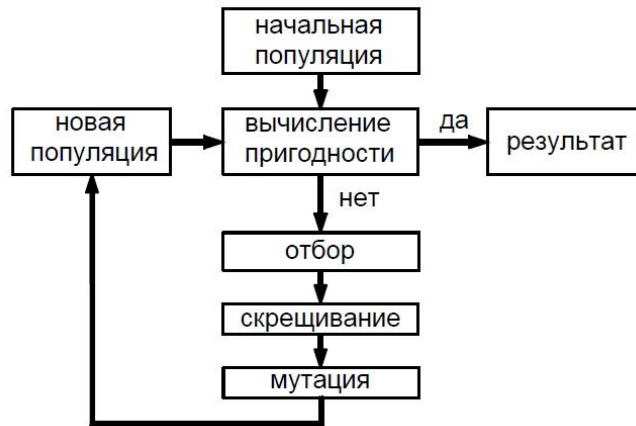 начальная
популяция
новая
популяция
вычисление
пригодности
да
результат
нет
отбор
скрещивание
мутация